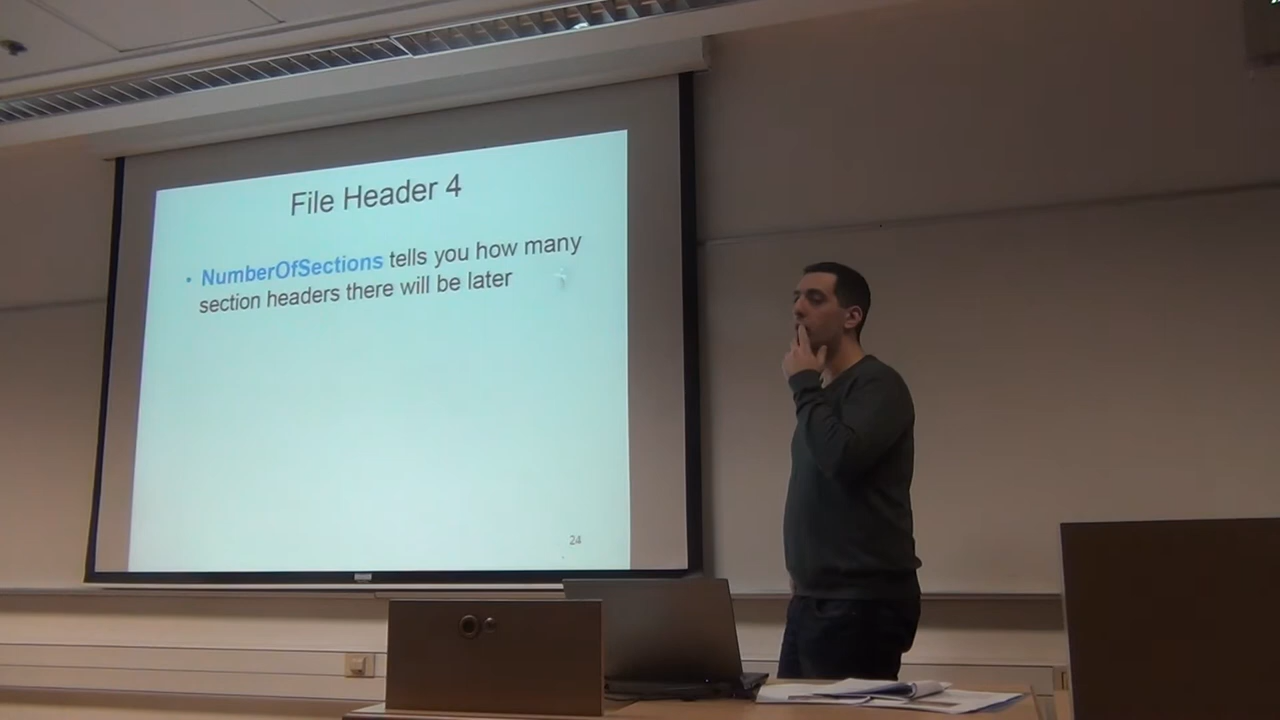 File Header 4
• NumberOfSections tells you how many
section headers there will be later
24